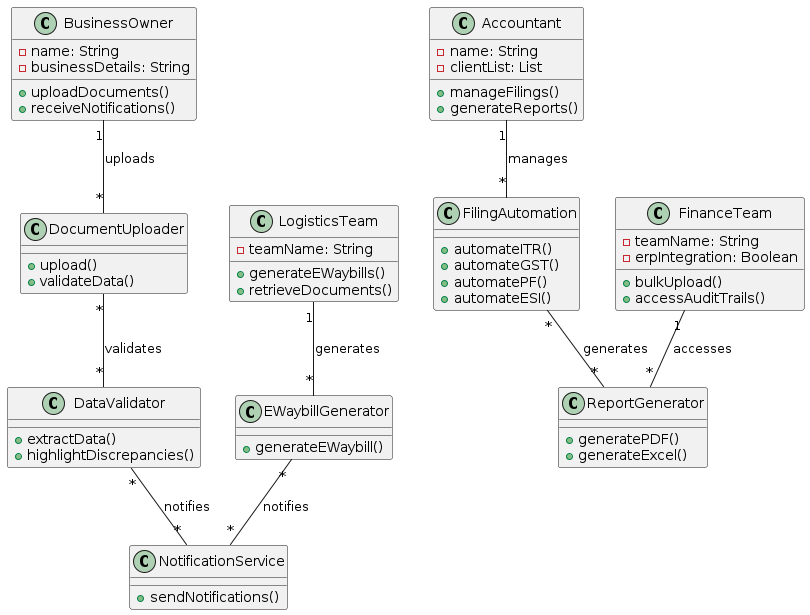 C BusinessOwner
name: String
businessDetails: String
uploadDocuments()
receiveNotifications()
C Accountant
name: String
clientList: List
manageFilings()
generateReports()
1
uploads
*
1
manages
*
C DocumentUploader
upload()
validateData()
C LogisticsTeam
teamName: String
generateEWaybills()
retrieveDocuments()
C FilingAutomation
automateITR()
automateGST()
automatePF()
automateESI()
C FinanceTeam
teamName: String
erpIntegration: Boolean
bulkUpload()
accessAuditTrails()
*
validates
*
1
generates
*
*
generates
*
1
accesses
*
C DataValidator
extractData()
highlightDiscrepancies()
C EWaybillGenerator
generateEWaybill()
C ReportGenerator
generatePDF()
generateExcel()
*
notifies
*
*
notifies
*
C NotificationService
sendNotifications()